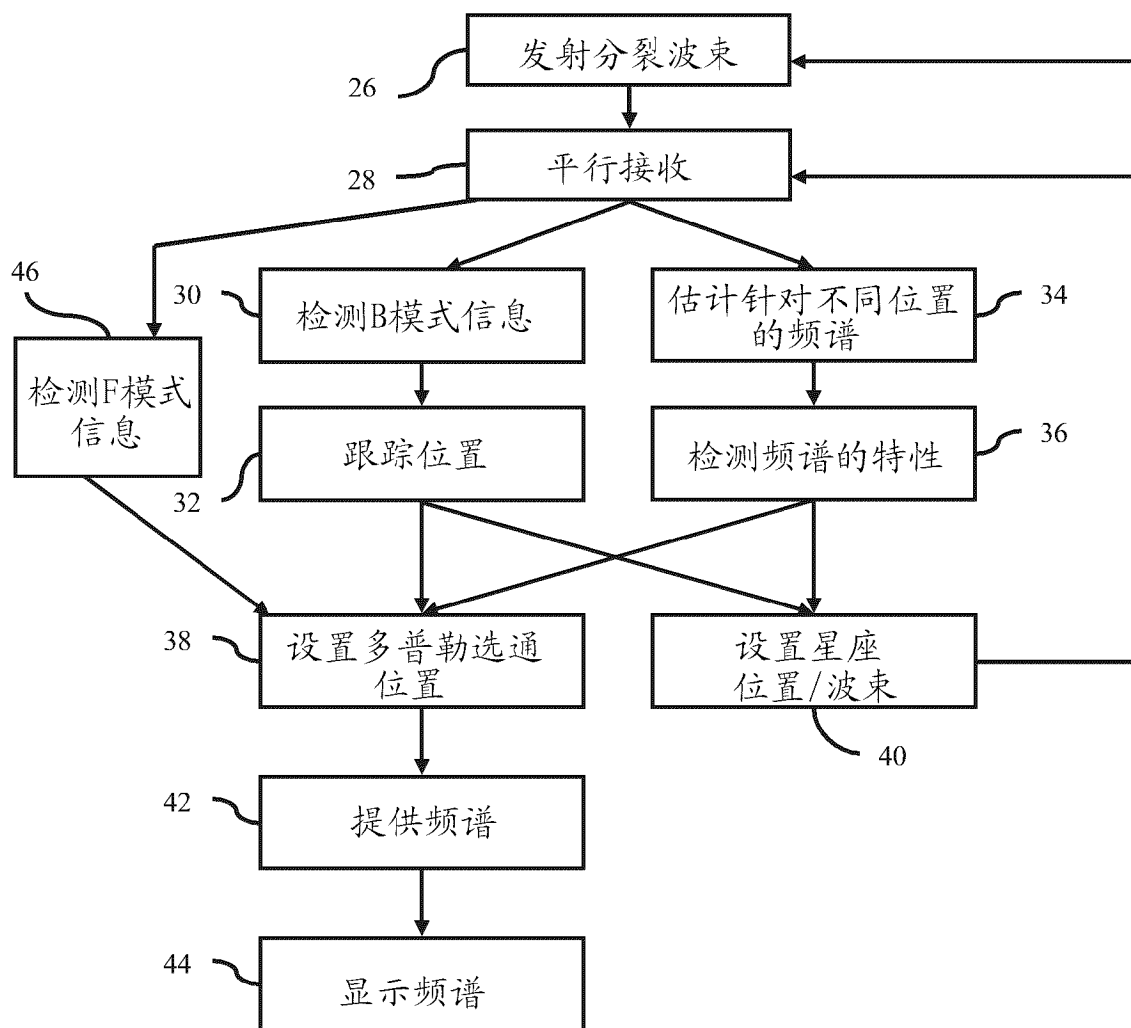 发射分裂波束
26
平行接收
28
46
30
检测B模式信息
估计针对不同位置
的频谱
34
检测F模式
信息
跟踪位置
32
检测频谱的特性
36
38
设置多普勒选通
位置
设置星座
位置/波束
40
42
提供频谱
44
显示频谱